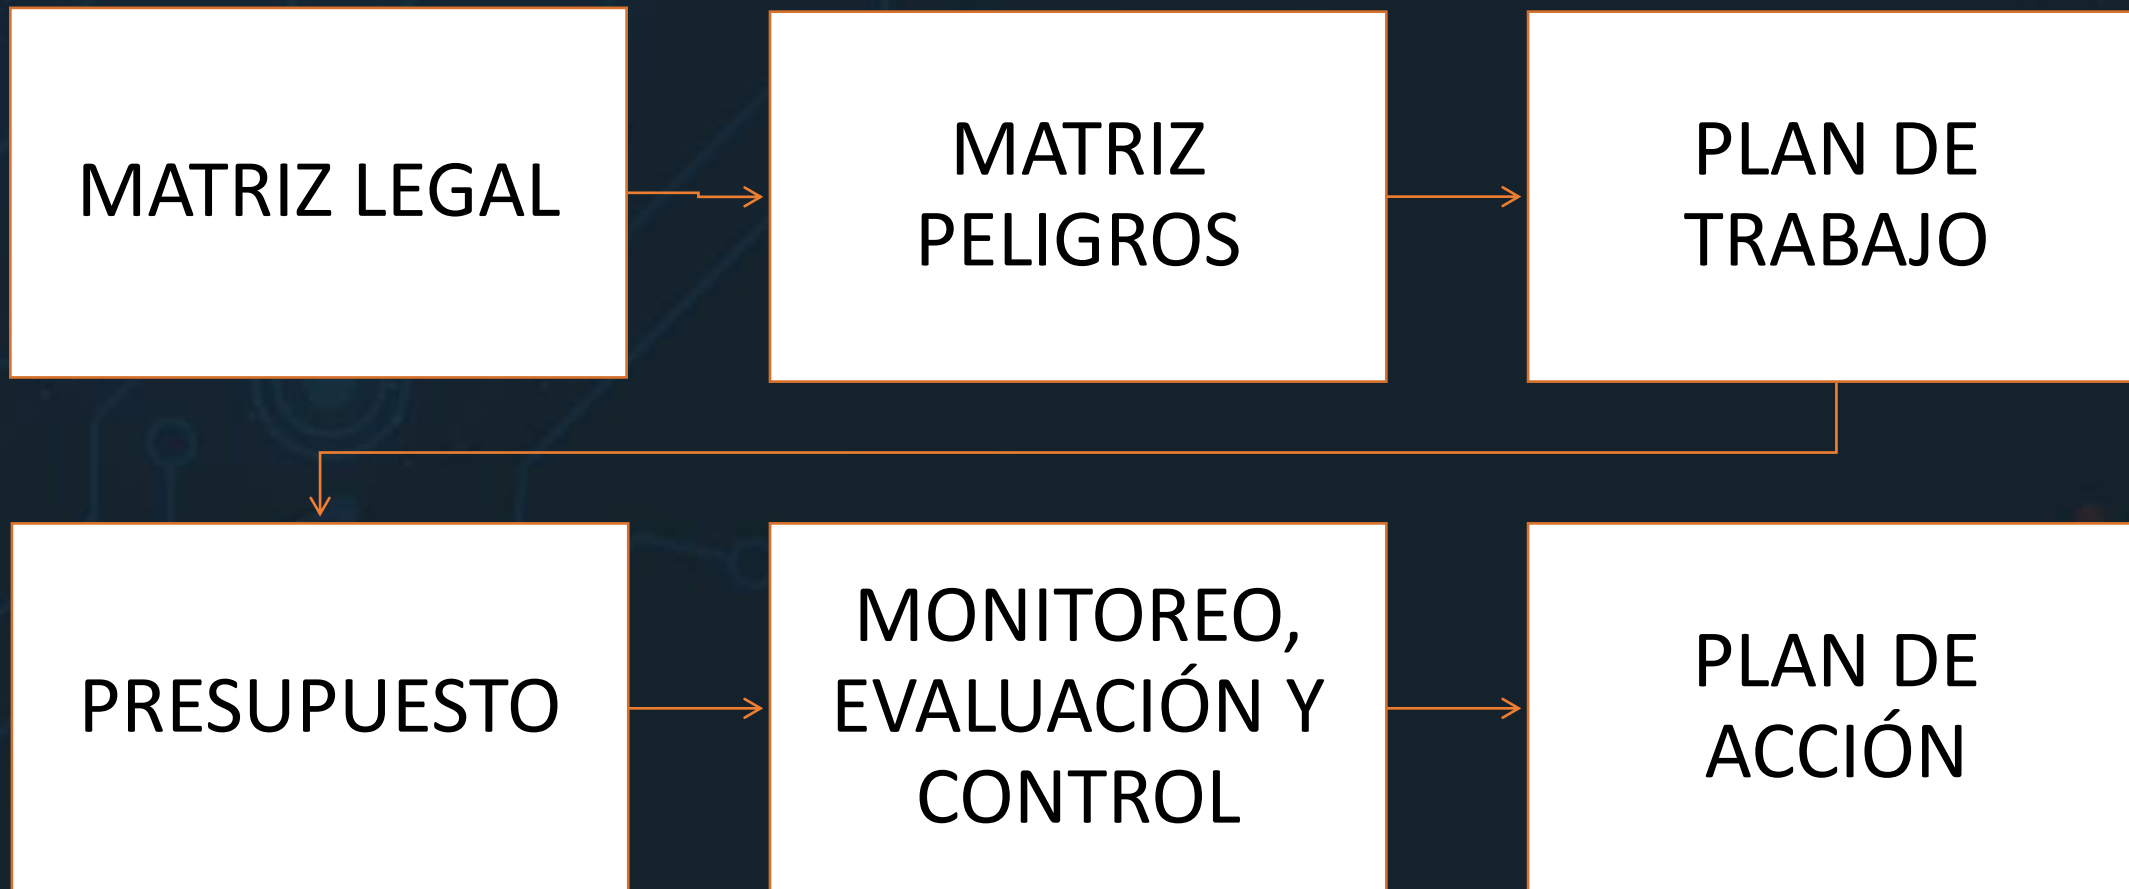 MATRIZ LEGAL
MATRIZ
PELIGROS
PLAN DE
TRABAJO
PRESUPUESTO
MONITOREO,
EVALUACIÓN Y
CONTROL
PLAN DE
ACCIÓN